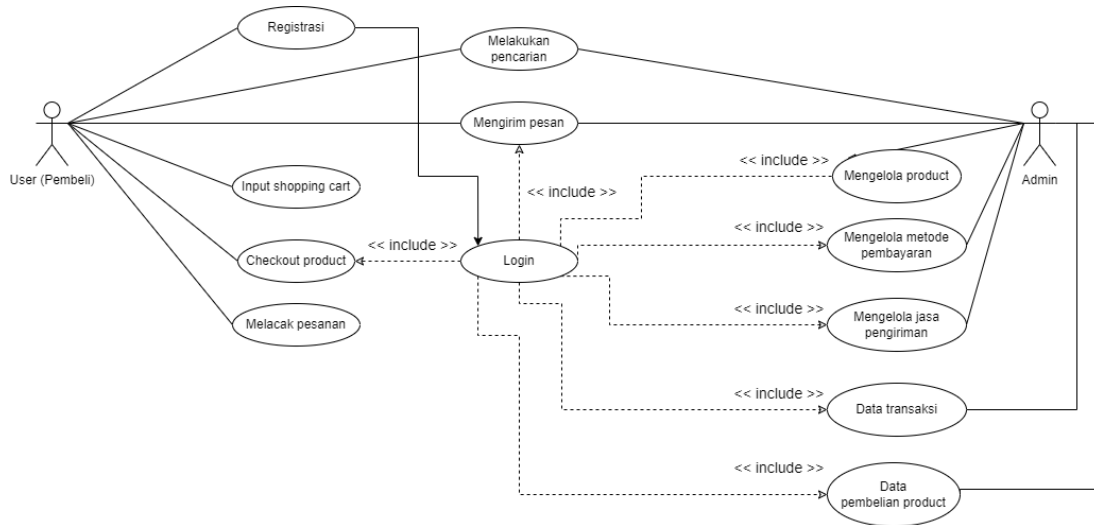 Registrasi
Melakukan
pencarian
Mengirim pesan
<< include >>
Mengelola product
User (Pembeli)
Admin
Input shopping cart
<< include >>
<< include >>
Mengelola metode
pembayaran
<< include >>
Checkout product
Login
<< include >>
Mengelola jasa
pengiriman
Melacak pesanan
<< include >>
Data transaksi
<< include >>
Data
pembelian product